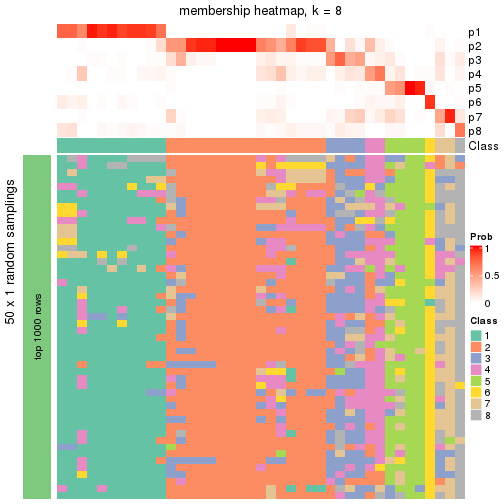 membership heatmap, k = 8
p1
p2
p3
p4
p5
p6
p7
p8
Class
50 x 1 random samplings
top 1000 rows
Prob
1
0.5
0
Class
1
2
3
4
5
6
7
8